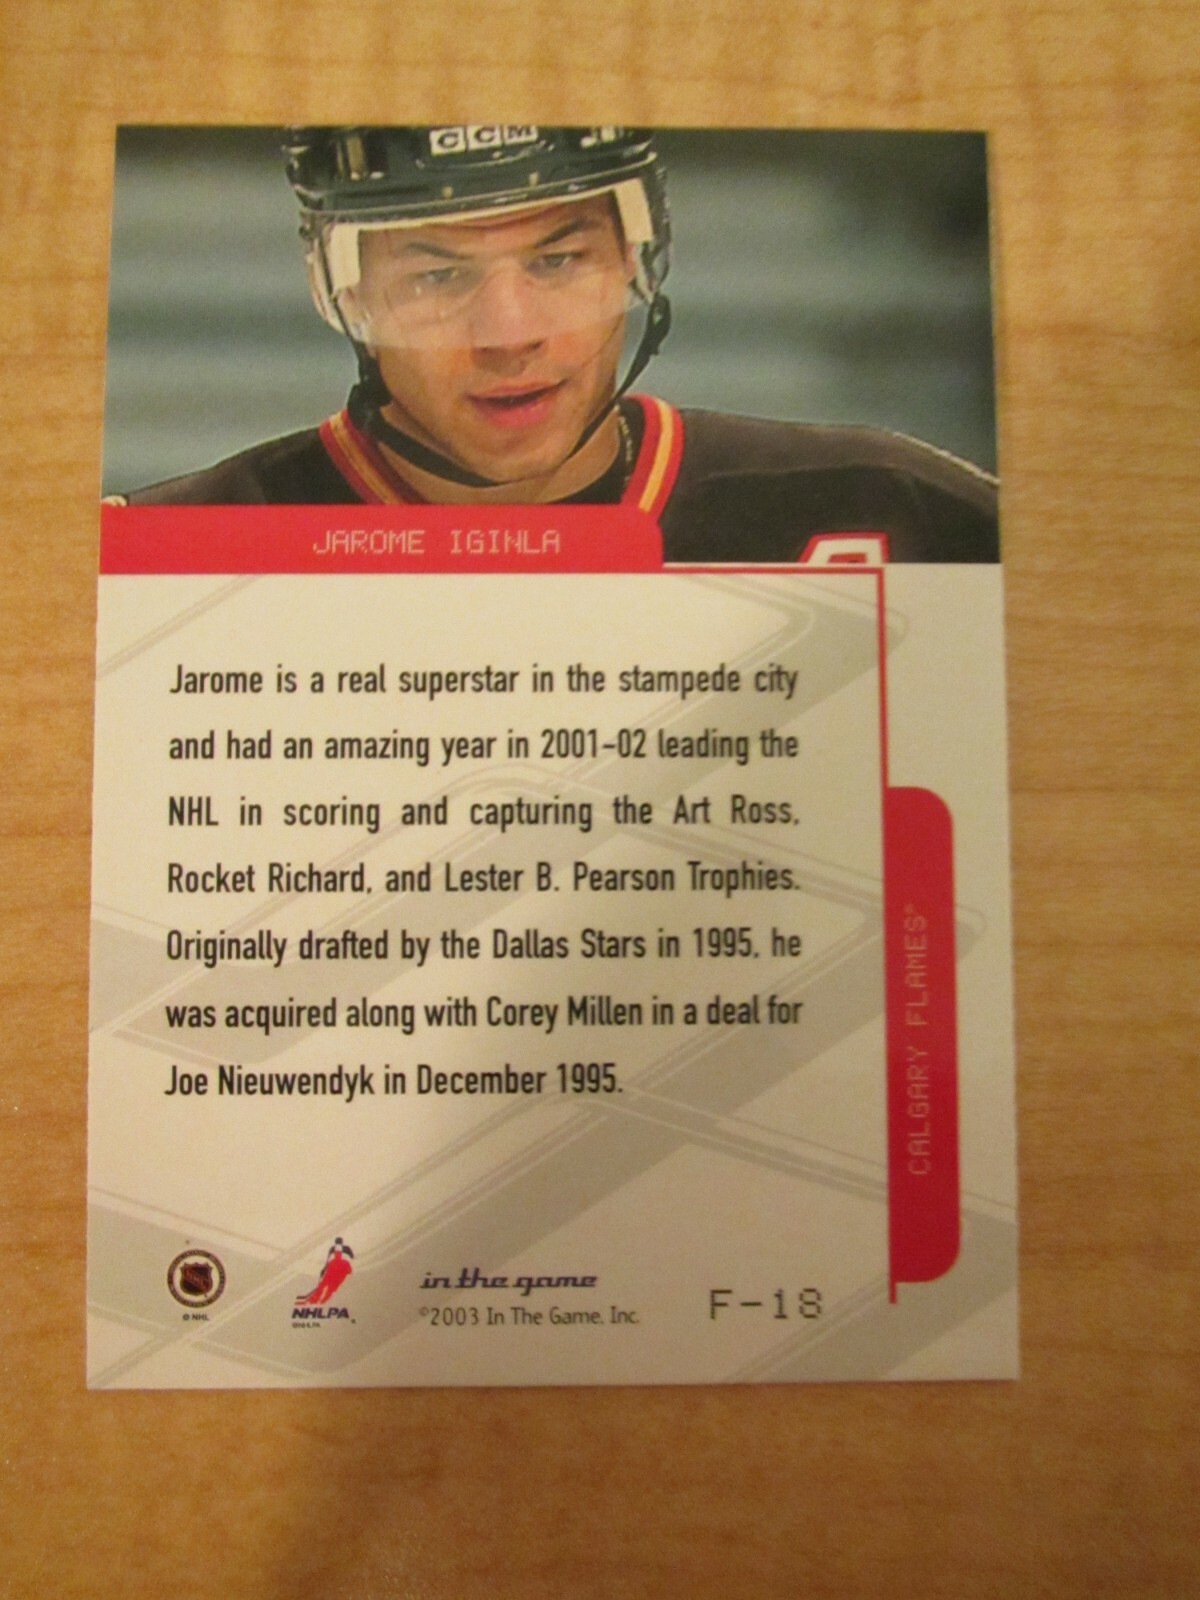 CCM
JAROME IGINLA
Jarome is a real superstar in the stampede city
and had an amazing year in 2001-02 leading the
NHL in scoring and capturing the Art Ross,
Rocket Richard, and Lester B. Pearson Trophies.
Originally drafted by the Dallas Stars in 1995, he
was acquired along with Corey Millen in a deal for
Joe Nieuwendyk in December 1995.
CALGARY FLAMES®
© NHL
NHLPA
in the game
©2003 In The Game, Inc.
F-18